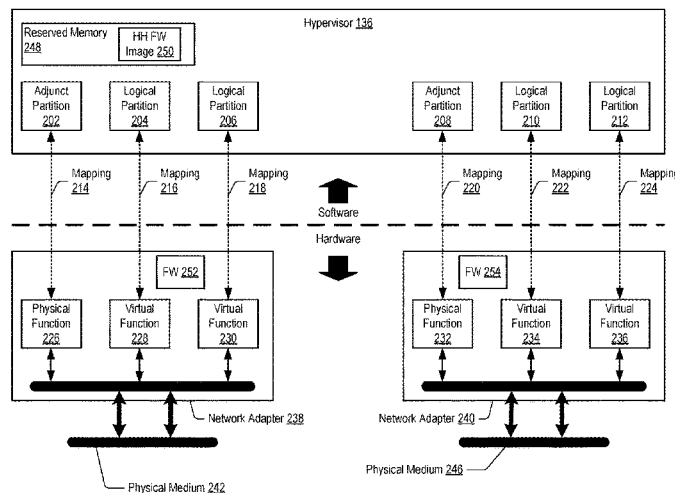 Hypervisor 136
Reserved Memory
248
HH FW
Image 250
Adjunct
Partition
202
Logical
Partition
204
Logical
Partition
206
Adjunct
Partition
208
Logical
Partition
210
Logical
Partition
212
Mapping
214
Mapping
216
Mapping
218
Mapping
220
Mapping
222
Mapping
224
Software
Hardware
FW 252
FW 254
Physical
Function
226
Virtual
Function
228
Virtual
Function
230
Physical
Function
232
Virtual
Function
234
Virtual
Function
236
Network Adapter 238
Network Adapter 240
Physical Medium 242
Physical Medium 246